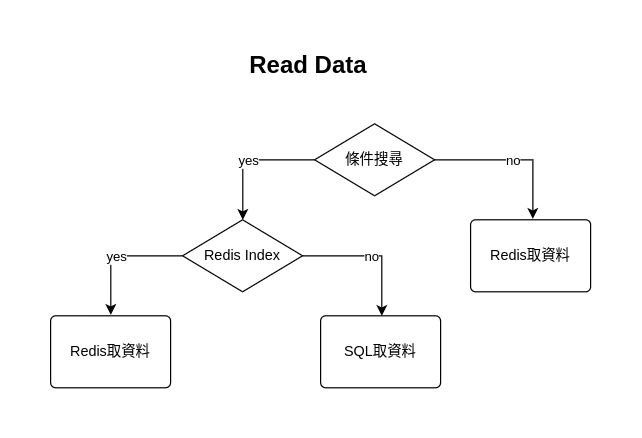 Read Data
條件搜尋
yes
no
Redis Index
Redis取資料
yes
no
Redis取資料
SQL取資料